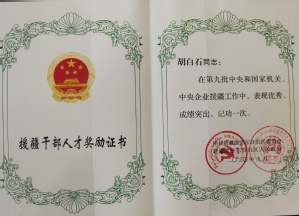 援疆干部人才奖励证书
胡白石同志：
在第九批中央和国家机关、
中央企业援疆工作中，表现优秀、
成绩突出，记功一次。